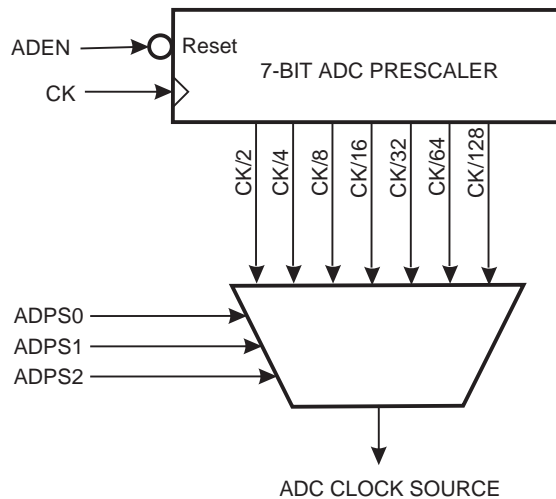 ADEN
Reset
7-BIT ADC PRESCALER
CK
CK/2
CK/4
CK/8
CK/16
CK/32
CK/64
CK/128
ADPS0
ADPS1
ADPS2
ADC CLOCK SOURCE